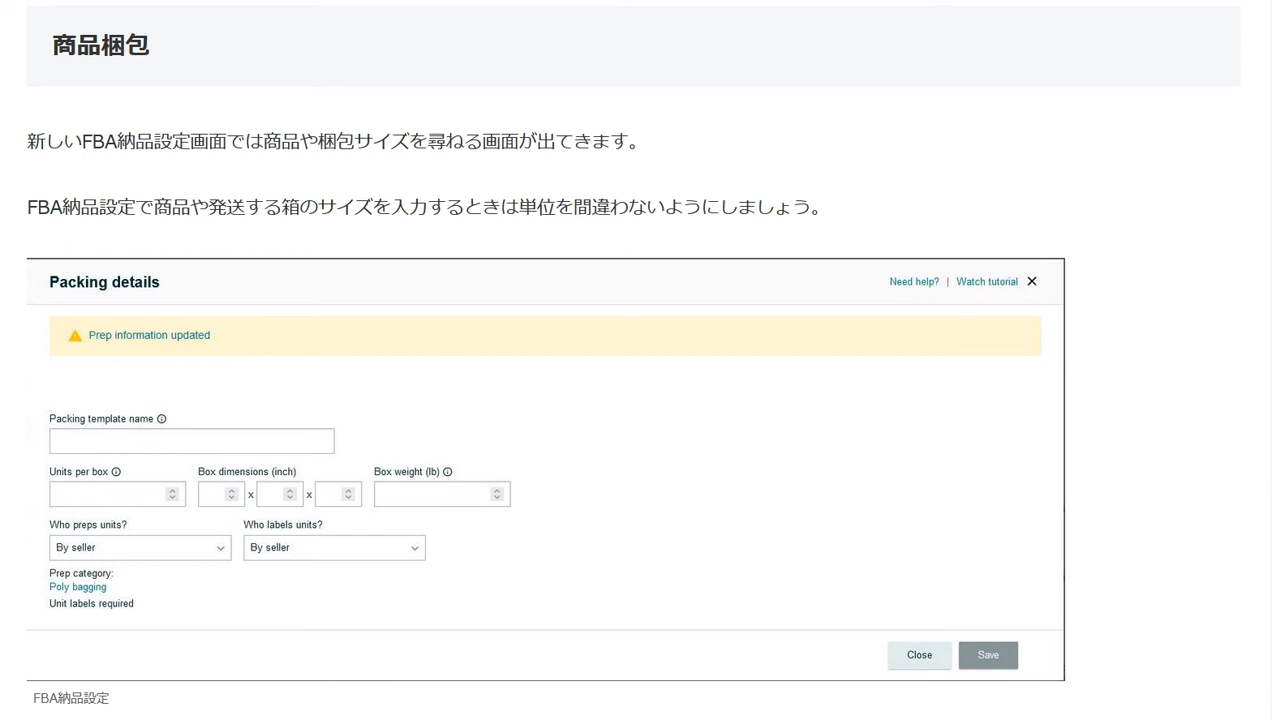 商品梱包
新しいFBA納品設定画面では商品や梱包サイズを尋ねる画面が出てきます。
FBA納品設定で商品や発送する箱のサイズを入力するときは単位を間違わないようにしましょう。
Packing details
Need help? | Watch tutorial ×
Prep information updated
Packing template name
Units per box Box dimensions (inch) Box weight (lb)
x x
Who preps units? Who labels units?
By seller By seller
Prep category:
Poly bagging
Unit labels required
Close Save
FBA納品設定